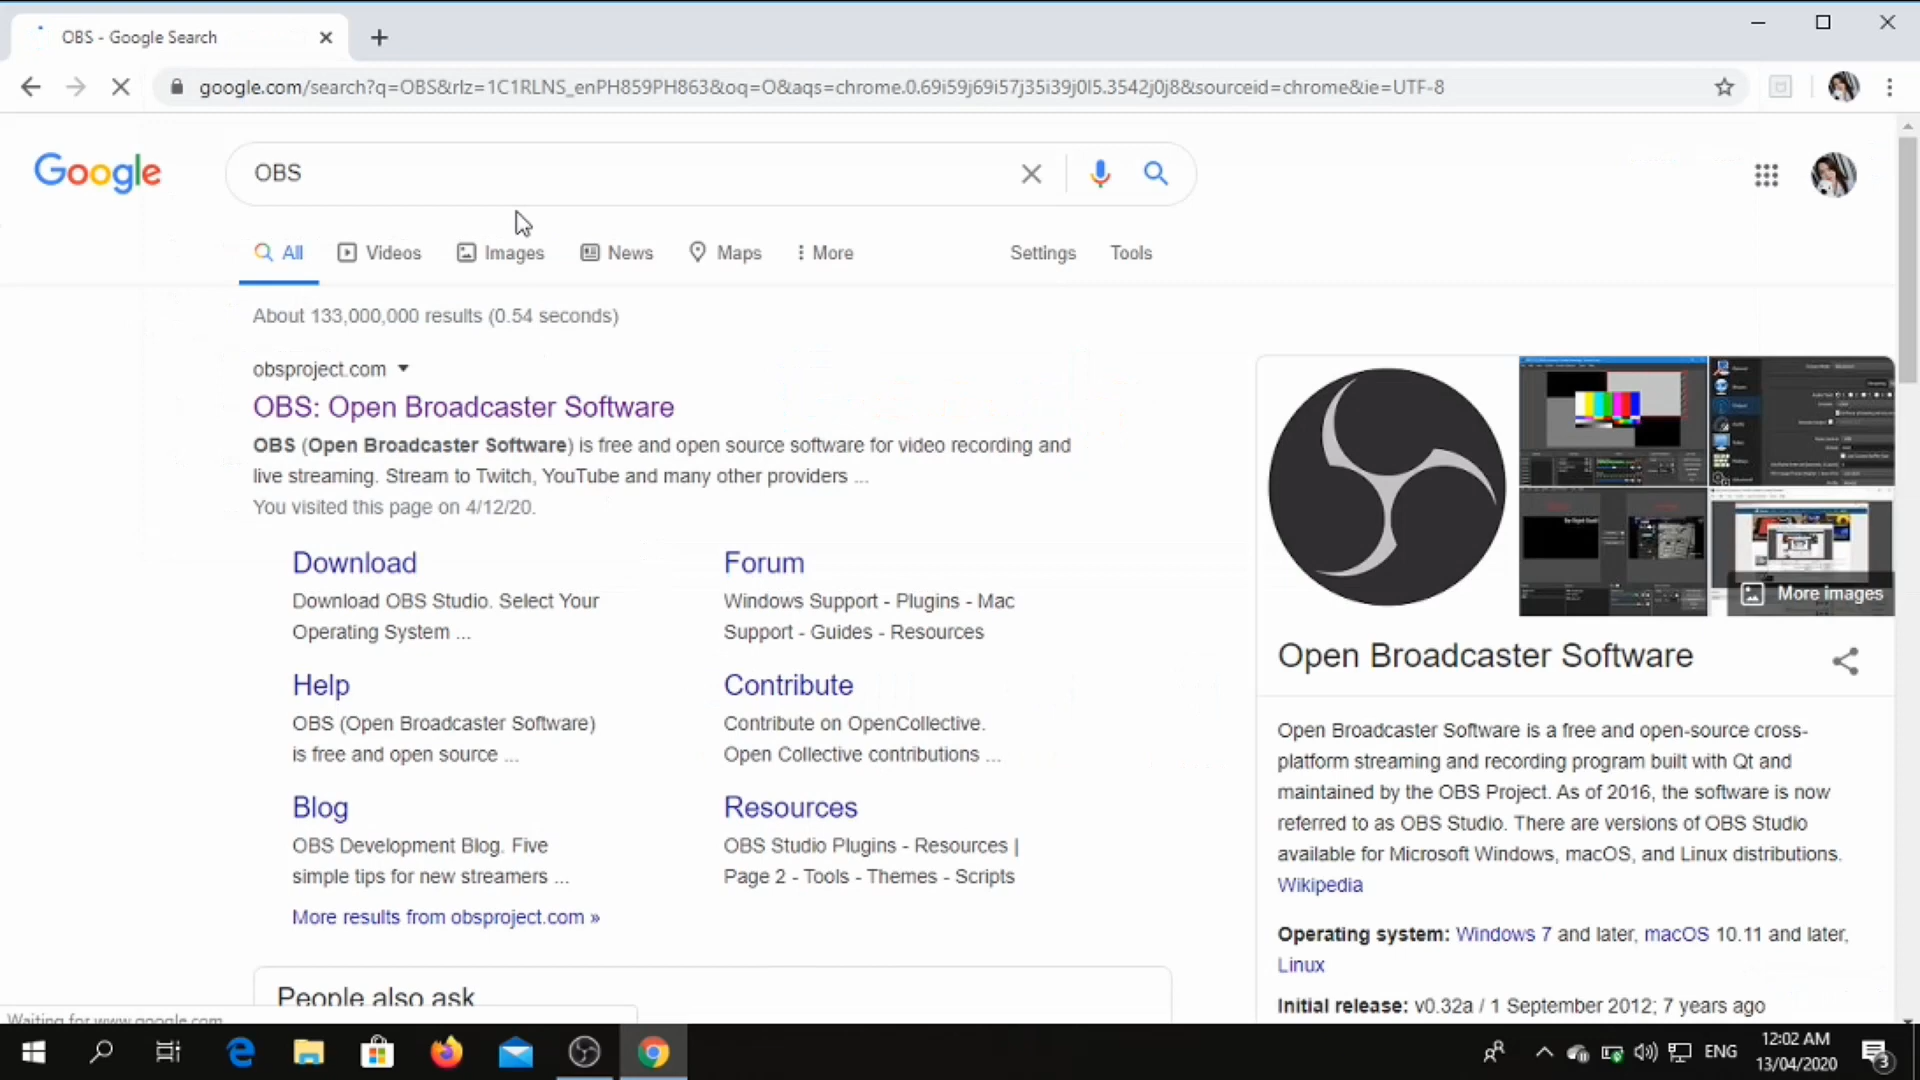 OBS - Google Search
google.com/search?q=OBS&rlz=1C1RLNS_enPH859PH863&oq=O&aqs=chrome.0.69i59j69i57j35i39j0l5.3542j0j8&sourceid=chrome&ie=UTF-8
Google
OBS
All Videos Images News Maps More Settings Tools
About 133,000,000 results (0.54 seconds)
obsproject.com
OBS: Open Broadcaster Software
OBS (Open Broadcaster Software) is free and open source software for video recording and
live streaming. Stream to Twitch, YouTube and many other providers ...
You visited this page on 4/12/20.
Download
Download OBS Studio. Select Your
Operating System ...
Forum
Windows Support - Plugins - Mac
Support - Guides - Resources
Help
OBS (Open Broadcaster Software)
is free and open source ...
Contribute
Contribute on OpenCollective.
Open Collective contributions ...
Blog
OBS Development Blog. Five
simple tips for new streamers ...
Resources
OBS Studio Plugins - Resources |
Page 2 - Tools - Themes - Scripts
More results from obsproject.com »
People also ask
More images
Open Broadcaster Software
Open Broadcaster Software is a free and open-source cross-
platform streaming and recording program built with Qt and
maintained by the OBS Project. As of 2016, the software is now
referred to as OBS Studio. There are versions of OBS Studio
available for Microsoft Windows, macOS, and Linux distributions.
Wikipedia
Operating system: Windows 7 and later, macOS 10.11 and later,
Linux
Initial release: v0.32a / 1 September 2012; 7 years ago
Waiting for www.google.com
ENG
12:02 AM
13/04/2020
3